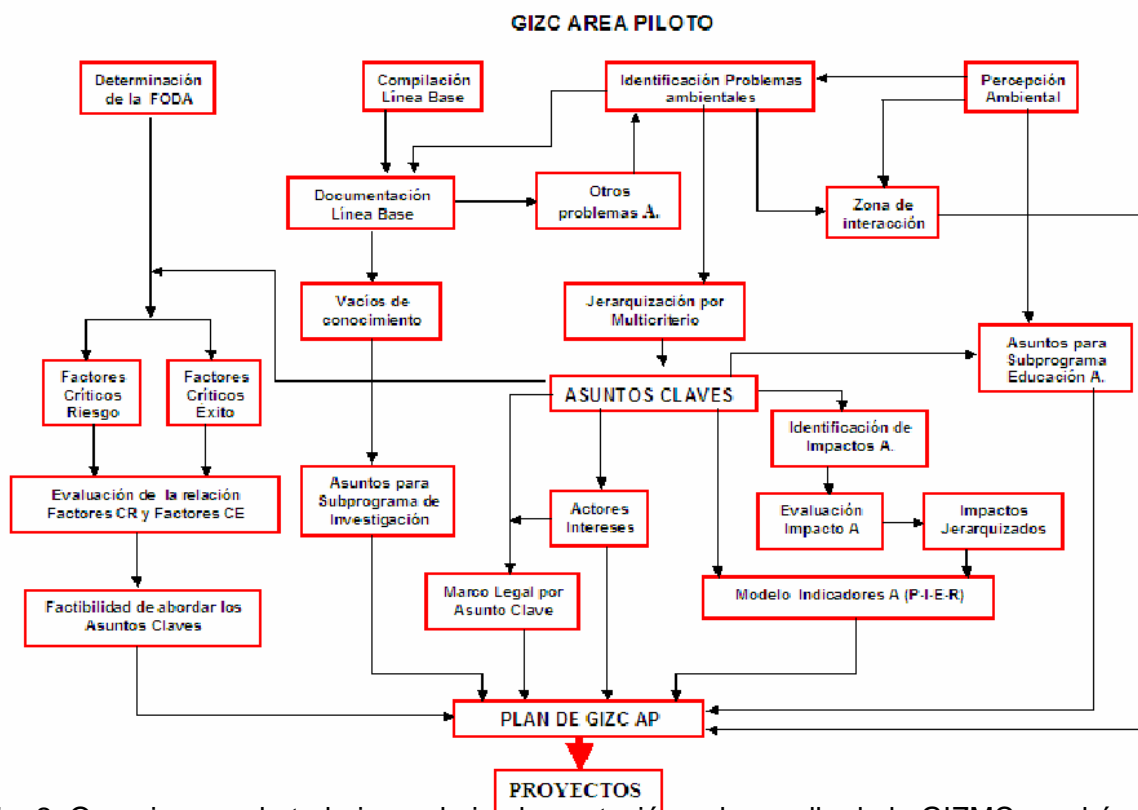 GIZC AREA PILOTO
Determinación
de la FODA
Compilación
Línea Base
Identificación Problemas
ambientales
Percepción
Ambiental
Documentación
Línea Base
Otros
problemas A.
Zona de
interacción
Vacíos de
conocimiento
Jerarquización por
Multicriterio
Asuntos para
Subprograma
Educación A.
Factores
Críticos
Riesgo
Factores
Críticos
Exito
ASUNTOS CLAVES
Identificación de
Impactos A.
Evaluación de la relación
Factores CR y Factores CE
Asuntos para
Subprograma de
Investigación
Actores
Intereses
Evaluación
Impacto A
Impactos
Jerarquizados
Factibilidad de abordar los
Asuntos Claves
Marco Legal por
Asunto Clave
Modelo Indicadores A (P-I-E-R)
PLAN DE GIZC AP
PROYECTOS